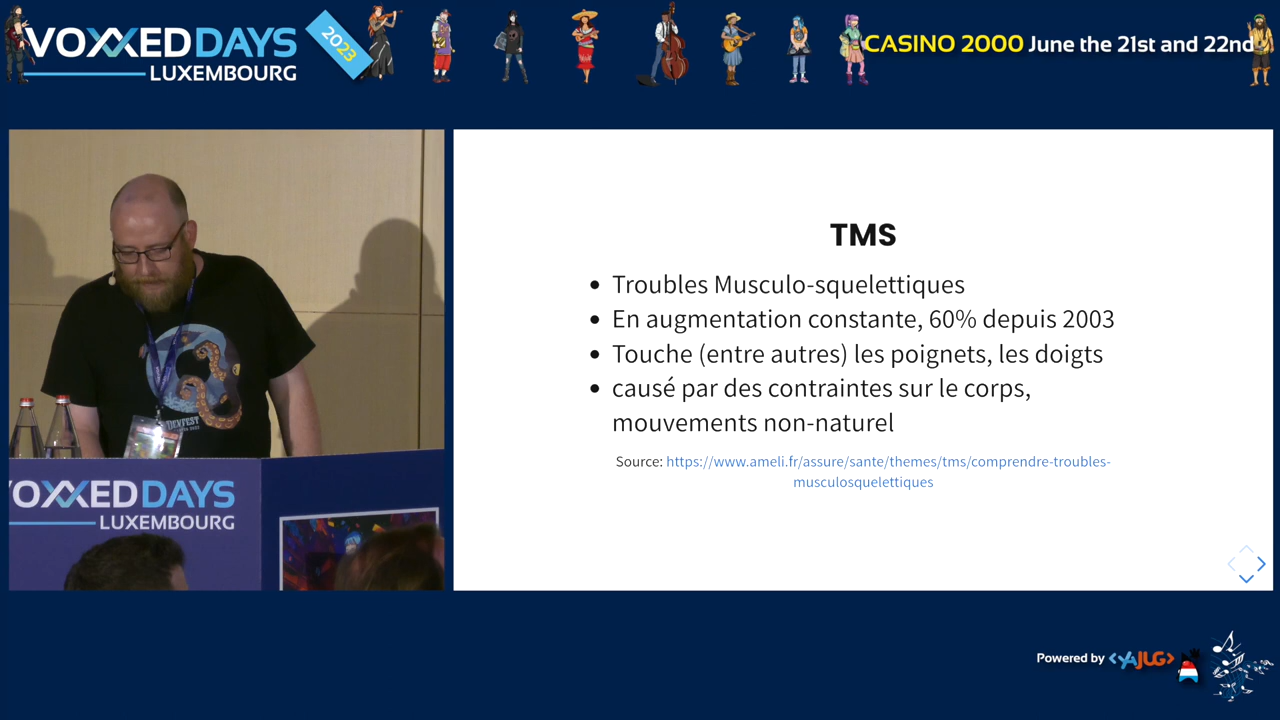 VOXXEDDAYS
LUXEMBOURG
2023
CASINO 2000 June the 21st and 22nd
TMS
Troubles Musculo-squelettiques
En augmentation constante, 60% depuis 2003
Touche (entre autres) les poignets, les doigts
causé par des contraintes sur le corps,
mouvements non-naturel
Source: https://www.ameli.fr/assure/sante/themes/tms/comprendre-troubles-
musculosquelettiques
DEVFEST
OXXEDDAYS
LUXEMBOURG
Powered by <YAJUG>